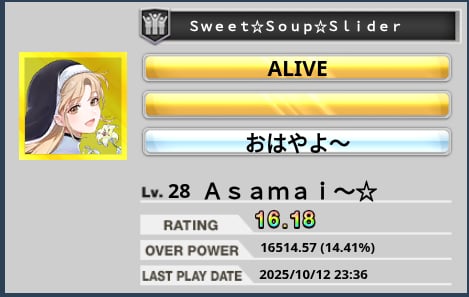 Sweet☆Soup☆Slider
ALIVE
おはやよ～
Lv. 28 Ａｓａｍａｉ～☆
RATING 16.18
OVER POWER 16514.57 (14.41%)
LAST PLAY DATE 2025/10/12 23:36